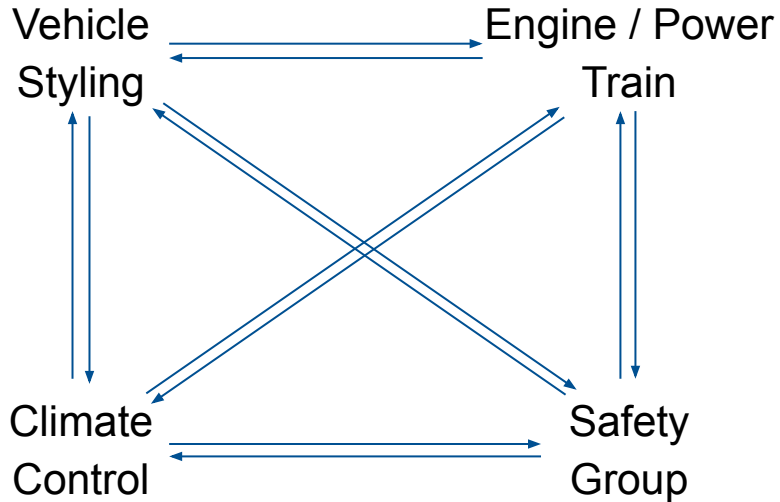 Vehicle
Styling
Engine / Power
Train
Climate
Control
Safety
Group